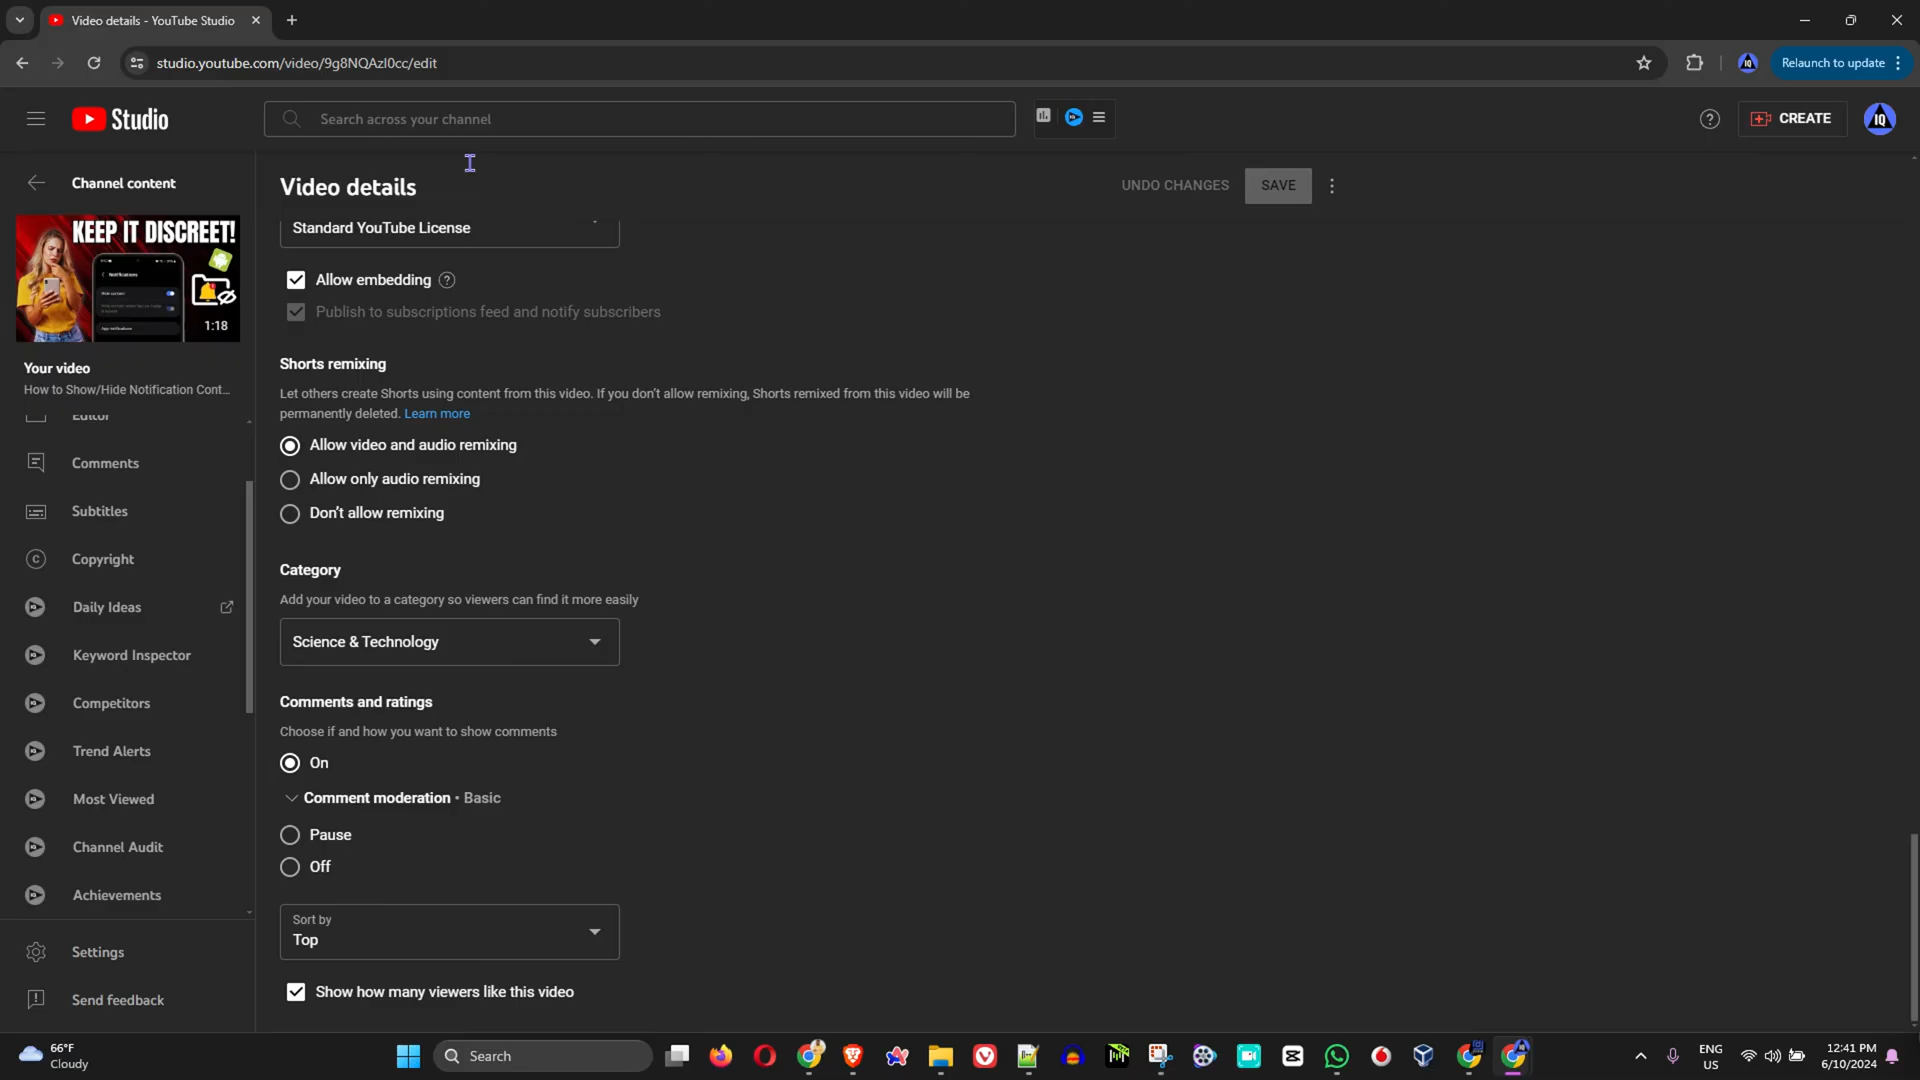 Video details - YouTube Studio
studio.youtube.com/video/9g8NQAzl0cc/edit
Relaunch to update
Studio
Search across your channel
CREATE
Channel content
Video details
UNDO CHANGES
SAVE
KEEP IT DISCREET!
Notifications
App notifications
1:18
Your video
How to Show/Hide Notification Cont...
Editor
Comments
Subtitles
Copyright
Daily Ideas
Keyword Inspector
Competitors
Trend Alerts
Most Viewed
Channel Audit
Achievements
Settings
Send feedback
Standard YouTube License
Allow embedding
Publish to subscriptions feed and notify subscribers
Shorts remixing
Let others create Shorts using content from this video. If you don't allow remixing, Shorts remixed from this video will be
permanently deleted. Learn more
Allow video and audio remixing
Allow only audio remixing
Don't allow remixing
Category
Add your video to a category so viewers can find it more easily
Science & Technology
Comments and ratings
Choose if and how you want to show comments
On
Comment moderation • Basic
Pause
Off
Sort by
Top
Show how many viewers like this video
66°F
Cloudy
Search
ENG
US
12:41 PM
6/10/2024